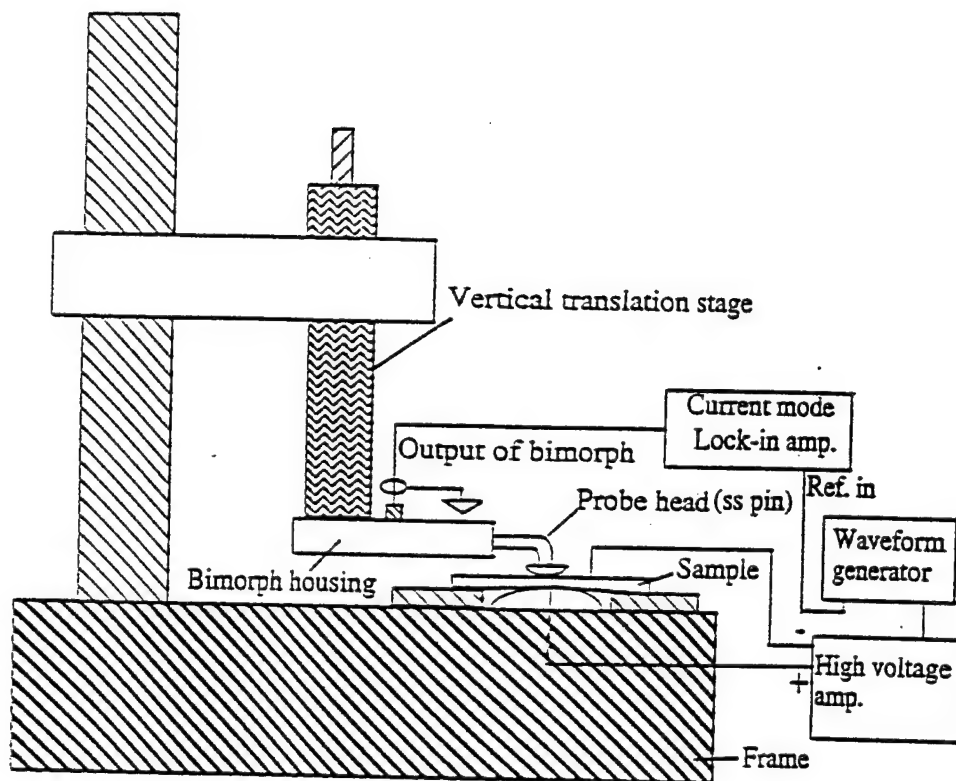 Vertical translation stage
Current mode
Lock-in amp.
Output of bimorph
Ref. in
Probe head (ss pin)
Waveform
generator
Bimorph housing
Sample
-
High voltage
+
amp.
Frame